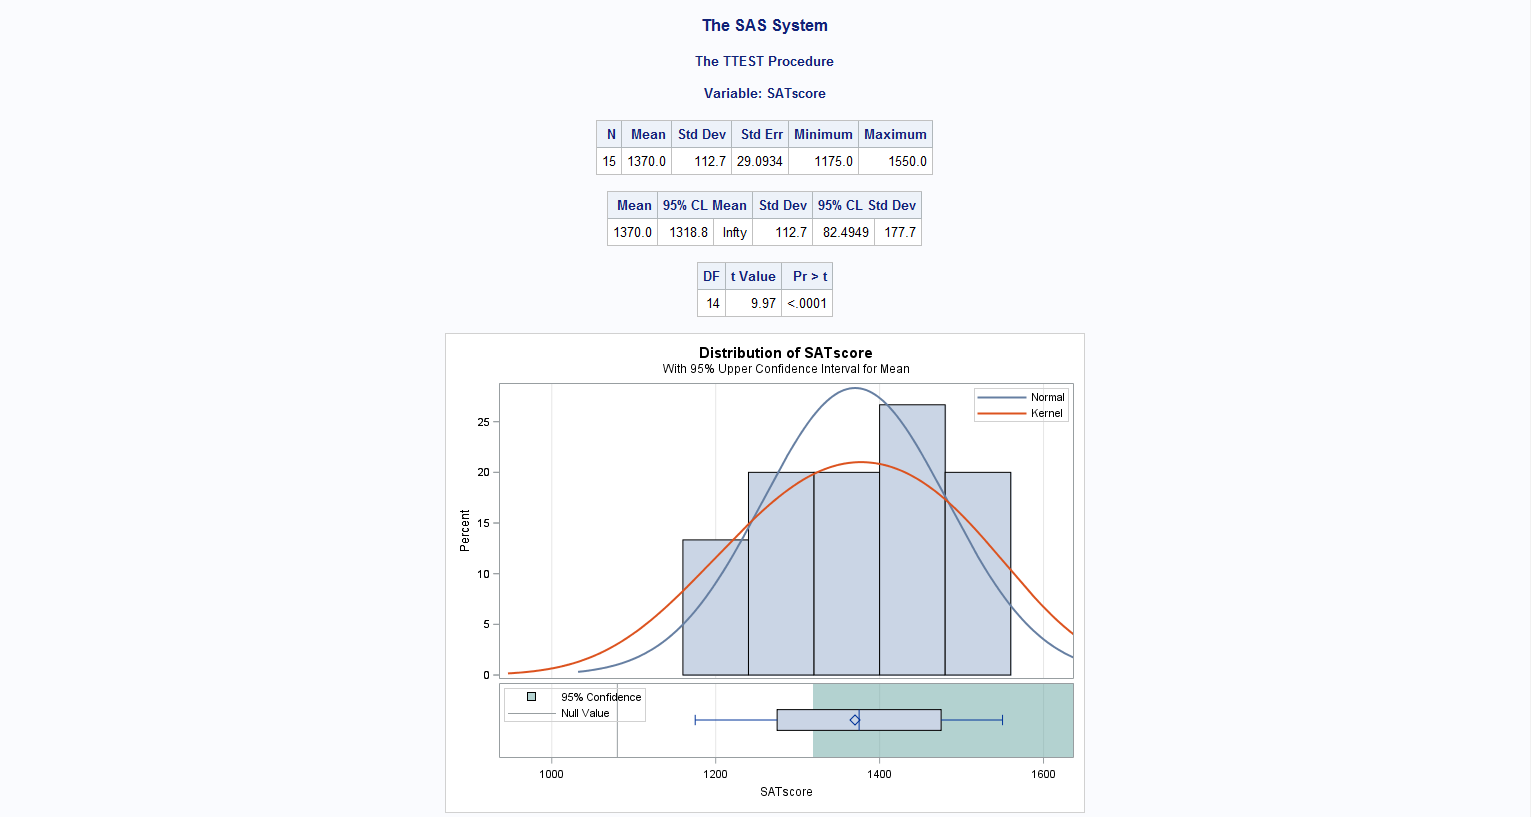 The SAS System
The TTEST Procedure
Variable: SATscore
N Mean Std Dev Std Err Minimum Maximum
15 1370.0 112.7 29.0934 1175.0 1550.0
Mean 95% CL Mean Std Dev 95% CL Std Dev
1370.0 1318.8 Infty 112.7 82.4949 177.7
DF t Value Pr > t
14 9.97 <.0001
Distribution of SATscore
With 95% Upper Confidence Interval for Mean
Normal
Kernel
25
20
15
10
5
0
Percent
95% Confidence
Null Value
1000 1200 1400 1600
SATscore